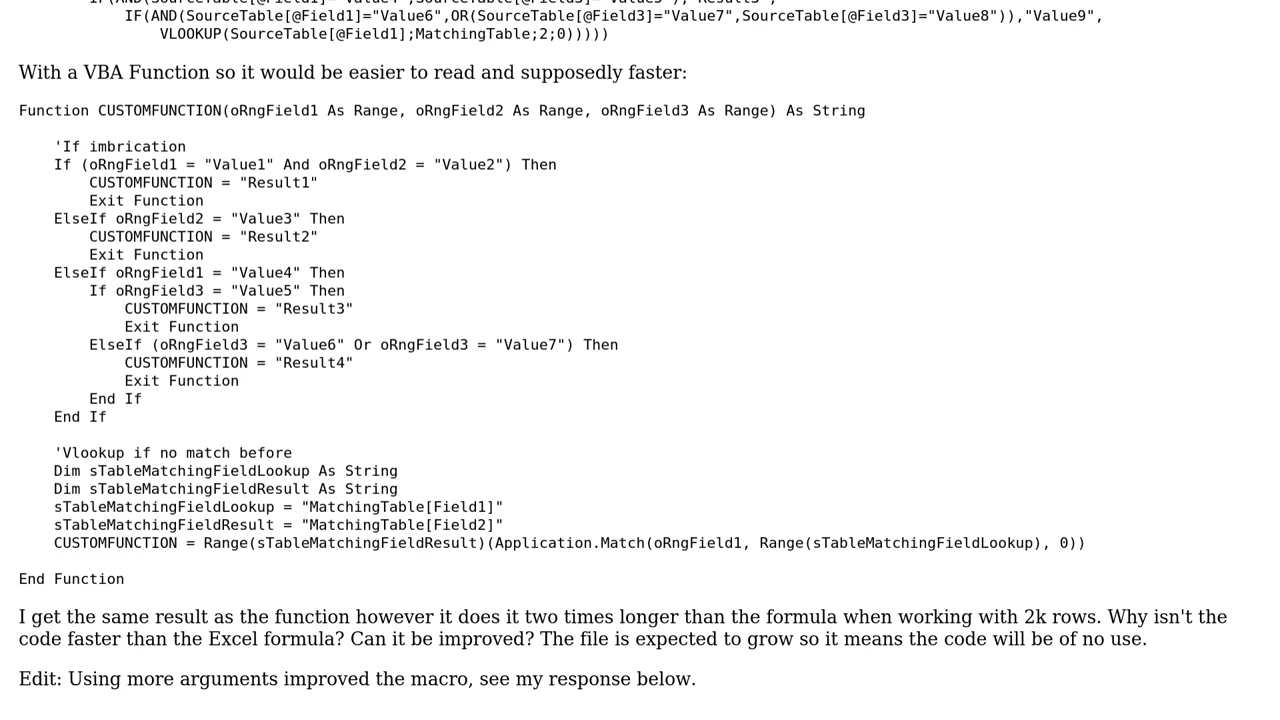 IF(AND(SourceTable[@Field1]="Value4",SourceTable[@Field3]="Value5"),"Result3",
IF(AND(SourceTable[@Field1]="Value6",OR(SourceTable[@Field3]="Value7",SourceTable[@Field3]="Value8")),"Value9",
VLOOKUP(SourceTable[@Field1];MatchingTable;2;0)))))
With a VBA Function so it would be easier to read and supposedly faster:
Function CUSTOMFUNCTION(oRngField1 As Range, oRngField2 As Range, oRngField3 As Range) As String
'If imbrication
If (oRngField1 = "Value1" And oRngField2 = "Value2") Then
CUSTOMFUNCTION = "Result1"
Exit Function
ElseIf oRngField2 = "Value3" Then
CUSTOMFUNCTION = "Result2"
Exit Function
ElseIf oRngField1 = "Value4" Then
If oRngField3 = "Value5" Then
CUSTOMFUNCTION = "Result3"
Exit Function
ElseIf (oRngField3 = "Value6" Or oRngField3 = "Value7") Then
CUSTOMFUNCTION = "Result4"
Exit Function
End If
End If
'Vlookup if no match before
Dim sTableMatchingFieldLookup As String
Dim sTableMatchingFieldResult As String
sTableMatchingFieldLookup = "MatchingTable[Field1]"
sTableMatchingFieldResult = "MatchingTable[Field2]"
CUSTOMFUNCTION = Range(sTableMatchingFieldResult)(Application.Match(oRngField1, Range(sTableMatchingFieldLookup), 0))
End Function
I get the same result as the function however it does it two times longer than the formula when working with 2k rows. Why isn't the
code faster than the Excel formula? Can it be improved? The file is expected to grow so it means the code will be of no use.
Edit: Using more arguments improved the macro, see my response below.